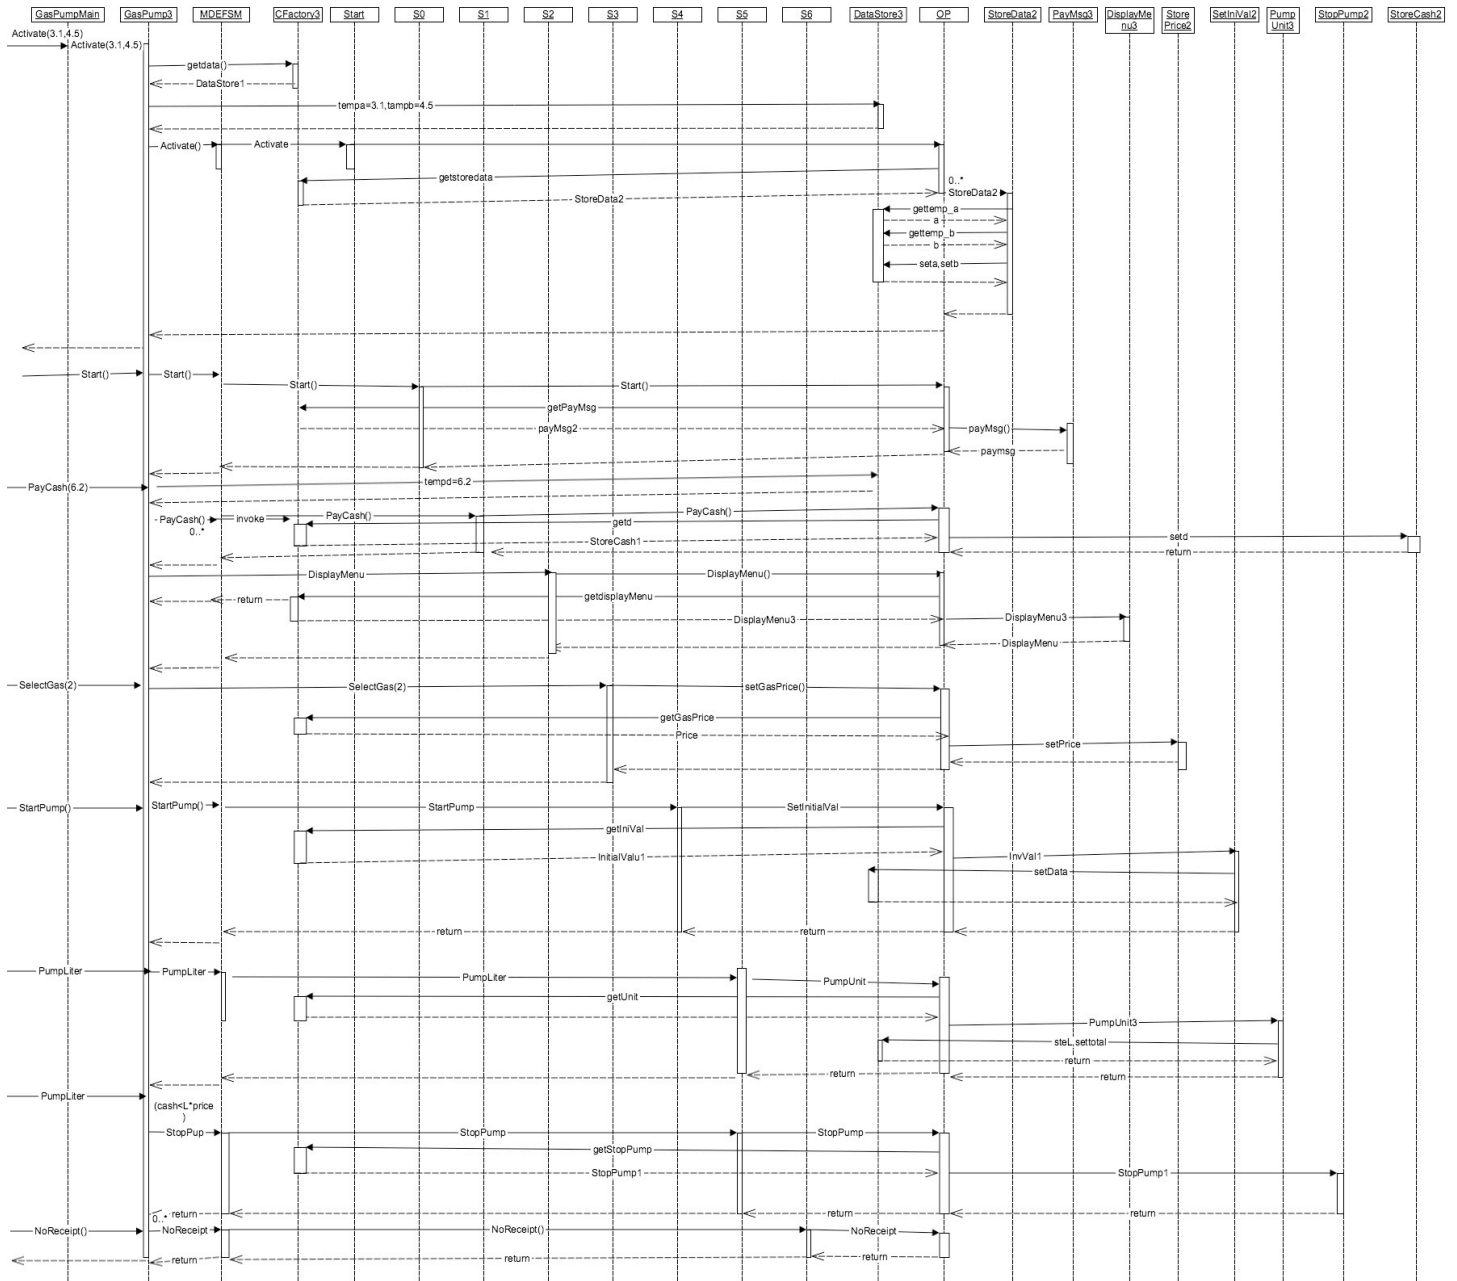 GasPumpMain GasPump3 MDEFSM CFactory3 Start S0 S1 S2 S3 S4 S5 S6 DataStore3 OP StoreData2 PayMsg3 DisplayMe Store SetIniVal2 Pump StopPump2 StoreCash2
nu3 Price2 Unit3
Activate(3.1,4.5)
Activate(3.1,4.5)
getdata()
DataStore1
tempa=3.1,tampb=4.5
Activate() Activate
getstoredata
0..*
StoreData2 StoreData2
gettemp_a
a
gettemp_b
b
seta,setb
Start() Start()
Start() Start()
getPayMsg
payMsg2 payMsg()
paymsg
tempd=6.2
PayCash(6.2)
PayCash() invoke PayCash() PayCash()
0..*
getd
StoreCash1 setd
return
DisplayMenu DisplayMenu()
return getdisplayMenu
DisplayMenu3 DisplayMenu3
DisplayMenu
SelectGas(2) SelectGas(2) setGasPrice()
getGasPrice
Price
setPrice
StartPump() StartPump() StartPump SetInitialVal
getIniVal
InitialValu1 InvVal1
setData
return return
PumpLiter PumpLiter PumpLiter PumpUnit
getUnit
PumpUnit3
steL,settotal
return
return return
PumpLiter
(cash<L*price
)
StopPup StopPump StopPump
getStopPump
StopPump1 StopPump1
return return return
0..*
NoReceipt() NoReceipt NoReceipt() NoReceipt
return return return